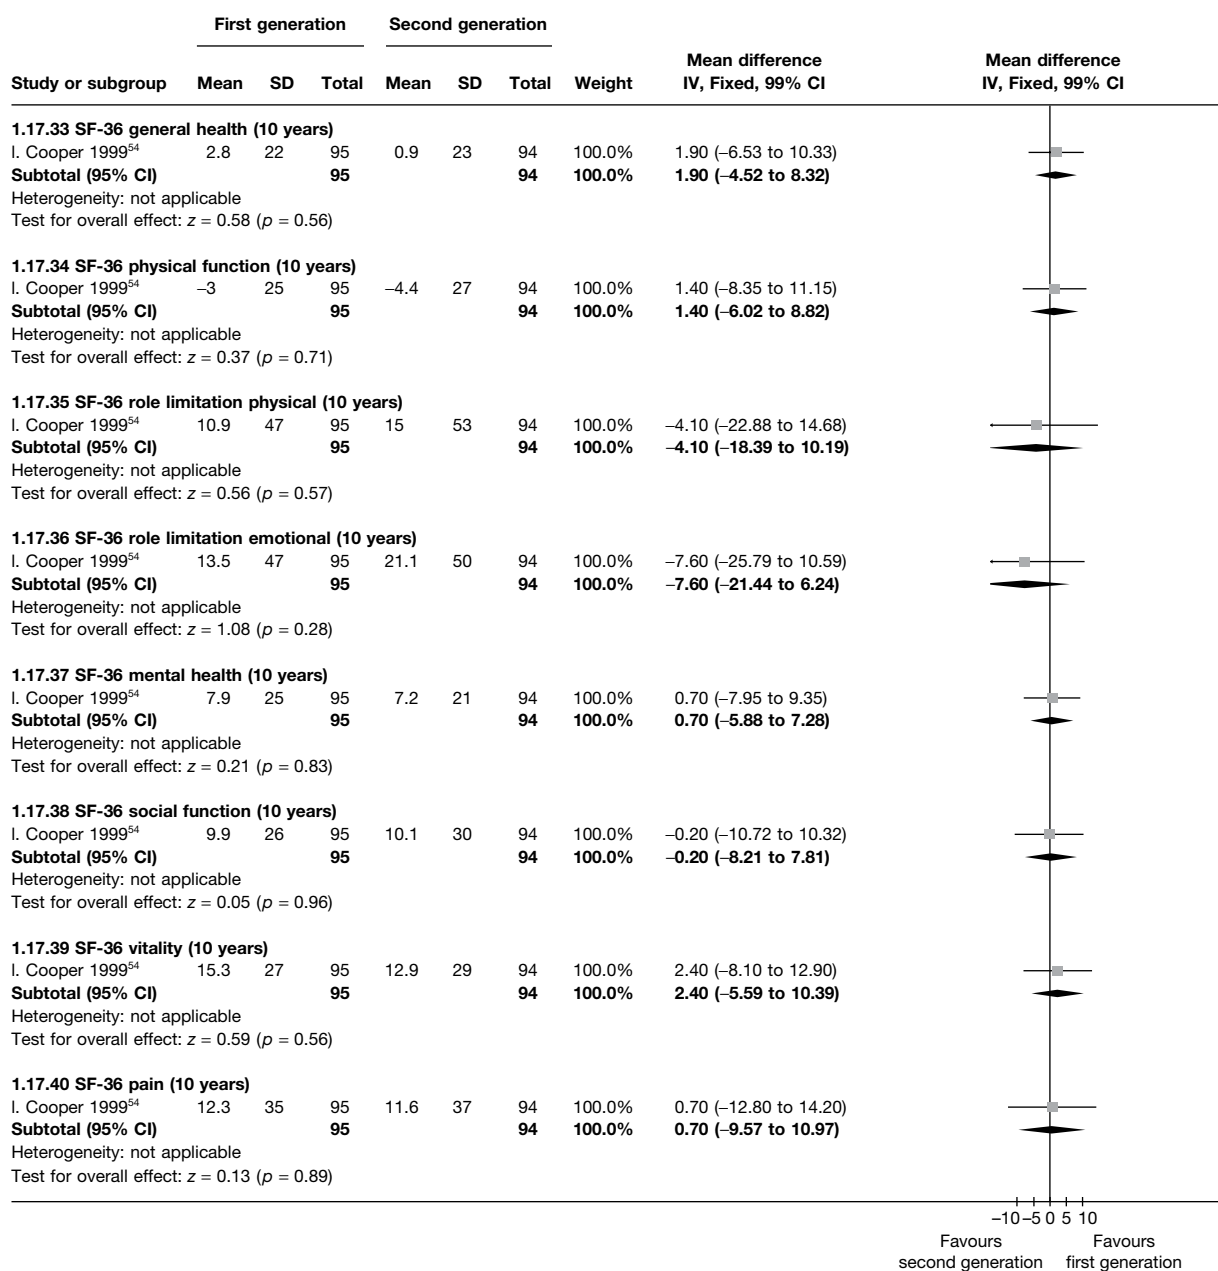 First generation Second generation
Mean difference Mean difference
Study or subgroup Mean SD Total Mean SD Total Weight IV, Fixed, 99% CI IV, Fixed, 99% CI
1.17.33 SF-36 general health (10 years)
I. Cooper 1999⁵⁴ 2.8 22 95 0.9 23 94 100.0% 1.90 (–6.53 to 10.33)
Subtotal (95% CI) 95 94 100.0% 1.90 (–4.52 to 8.32)
Heterogeneity: not applicable
Test for overall effect: z = 0.58 (p = 0.56)
1.17.34 SF-36 physical function (10 years)
I. Cooper 1999⁵⁴ –3 25 95 –4.4 27 94 100.0% 1.40 (–8.35 to 11.15)
Subtotal (95% CI) 95 94 100.0% 1.40 (–6.02 to 8.82)
Heterogeneity: not applicable
Test for overall effect: z = 0.37 (p = 0.71)
1.17.35 SF-36 role limitation physical (10 years)
I. Cooper 1999⁵⁴ 10.9 47 95 15 53 94 100.0% –4.10 (–22.88 to 14.68)
Subtotal (95% CI) 95 94 100.0% –4.10 (–18.39 to 10.19)
Heterogeneity: not applicable
Test for overall effect: z = 0.56 (p = 0.57)
1.17.36 SF-36 role limitation emotional (10 years)
I. Cooper 1999⁵⁴ 13.5 47 95 21.1 50 94 100.0% –7.60 (–25.79 to 10.59)
Subtotal (95% CI) 95 94 100.0% –7.60 (–21.44 to 6.24)
Heterogeneity: not applicable
Test for overall effect: z = 1.08 (p = 0.28)
1.17.37 SF-36 mental health (10 years)
I. Cooper 1999⁵⁴ 7.9 25 95 7.2 21 94 100.0% 0.70 (–7.95 to 9.35)
Subtotal (95% CI) 95 94 100.0% 0.70 (–5.88 to 7.28)
Heterogeneity: not applicable
Test for overall effect: z = 0.21 (p = 0.83)
1.17.38 SF-36 social function (10 years)
I. Cooper 1999⁵⁴ 9.9 26 95 10.1 30 94 100.0% –0.20 (–10.72 to 10.32)
Subtotal (95% CI) 95 94 100.0% –0.20 (–8.21 to 7.81)
Heterogeneity: not applicable
Test for overall effect: z = 0.05 (p = 0.96)
1.17.39 SF-36 vitality (10 years)
I. Cooper 1999⁵⁴ 15.3 27 95 12.9 29 94 100.0% 2.40 (–8.10 to 12.90)
Subtotal (95% CI) 95 94 100.0% 2.40 (–5.59 to 10.39)
Heterogeneity: not applicable
Test for overall effect: z = 0.59 (p = 0.56)
1.17.40 SF-36 pain (10 years)
I. Cooper 1999⁵⁴ 12.3 35 95 11.6 37 94 100.0% 0.70 (–12.80 to 14.20)
Subtotal (95% CI) 95 94 100.0% 0.70 (–9.57 to 10.97)
Heterogeneity: not applicable
Test for overall effect: z = 0.13 (p = 0.89)
–10 –5 0 5 10
Favours Favours
second generation first generation